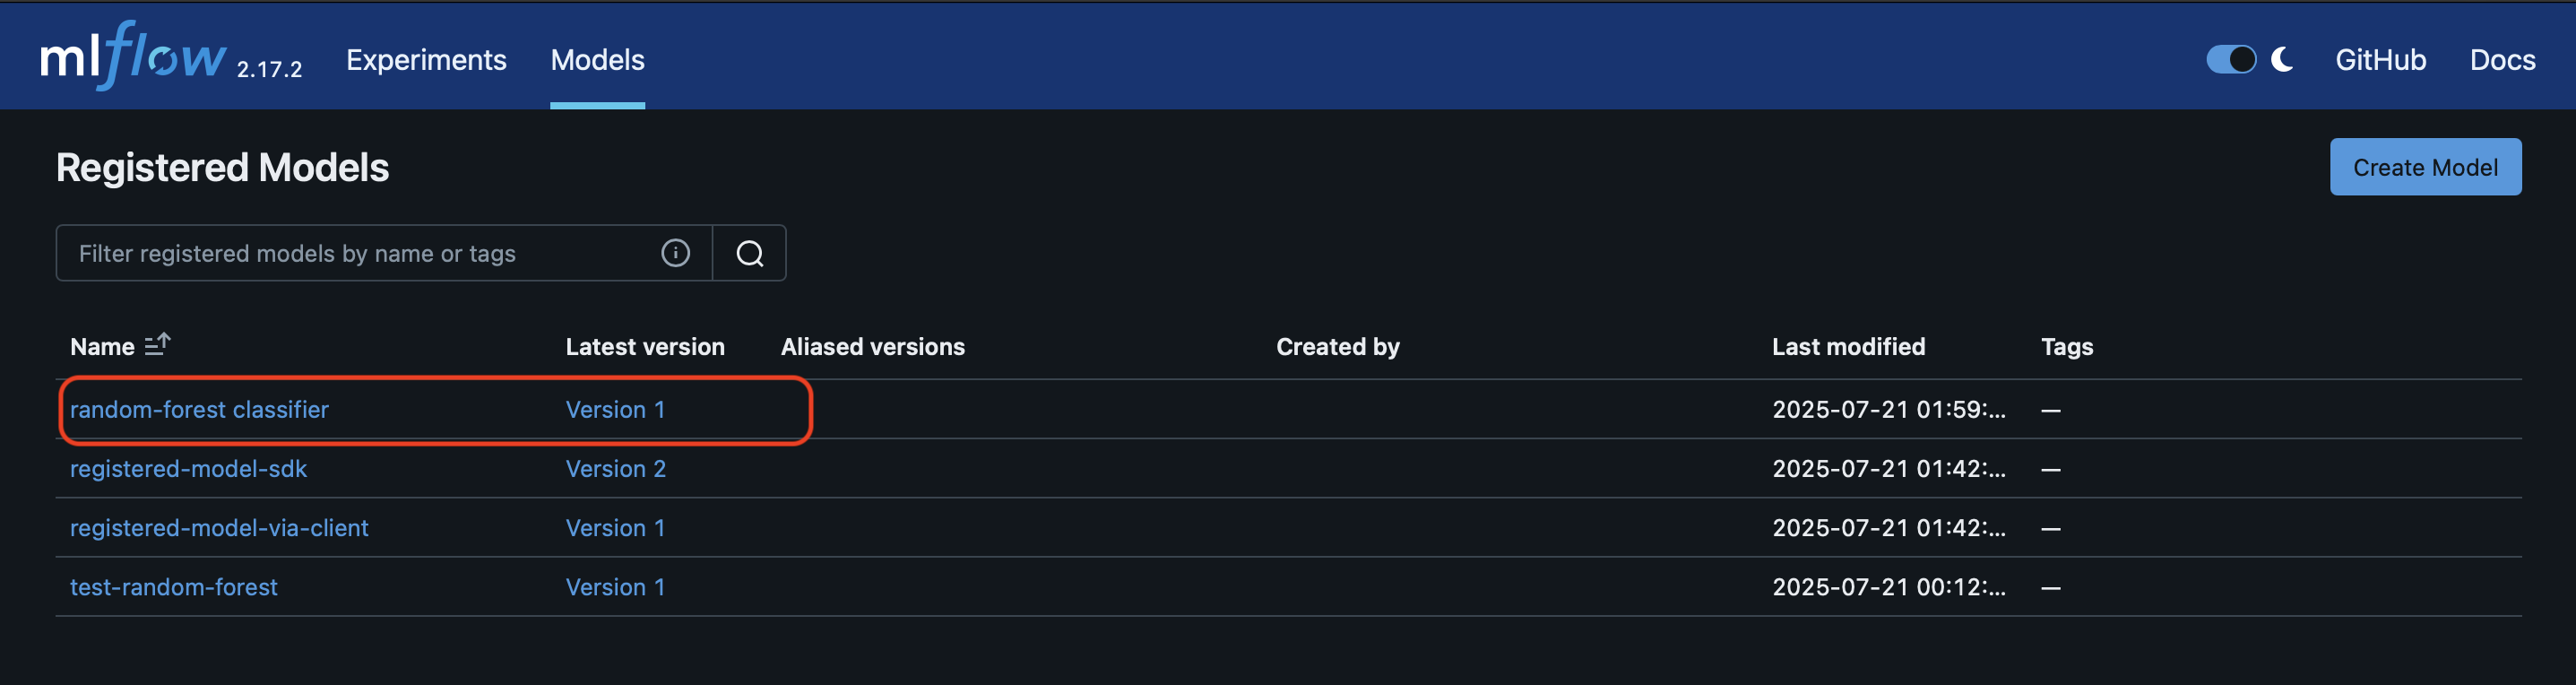 mlflow 2.17.2 Experiments Models GitHub Docs
Registered Models Create Model
Filter registered models by name or tags
Name Latest version Aliased versions Created by Last modified Tags
random-forest classifier Version 1 2025-07-21 01:59:... —
registered-model-sdk Version 2 2025-07-21 01:42:... —
registered-model-via-client Version 1 2025-07-21 01:42:... —
test-random-forest Version 1 2025-07-21 00:12:... —